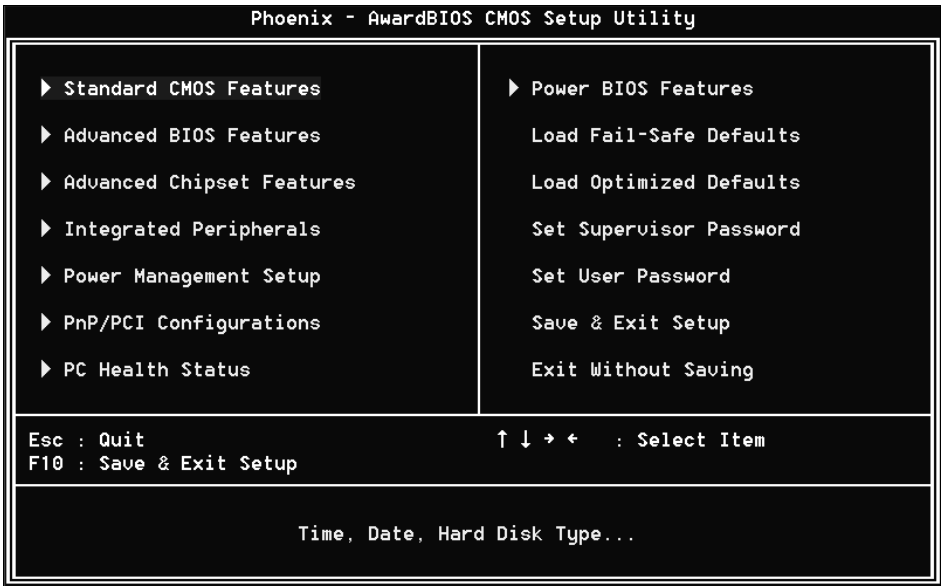 Phoenix - AwardBIOS CMOS Setup Utility
Standard CMOS Features
Advanced BIOS Features
Advanced Chipset Features
Integrated Peripherals
Power Management Setup
PnP/PCI Configurations
PC Health Status
Power BIOS Features
Load Fail-Safe Defaults
Load Optimized Defaults
Set Supervisor Password
Set User Password
Save & Exit Setup
Exit Without Saving
Esc : Quit
F10 : Save & Exit Setup
↑ ↓ → ← : Select Item
Time, Date, Hard Disk Type...